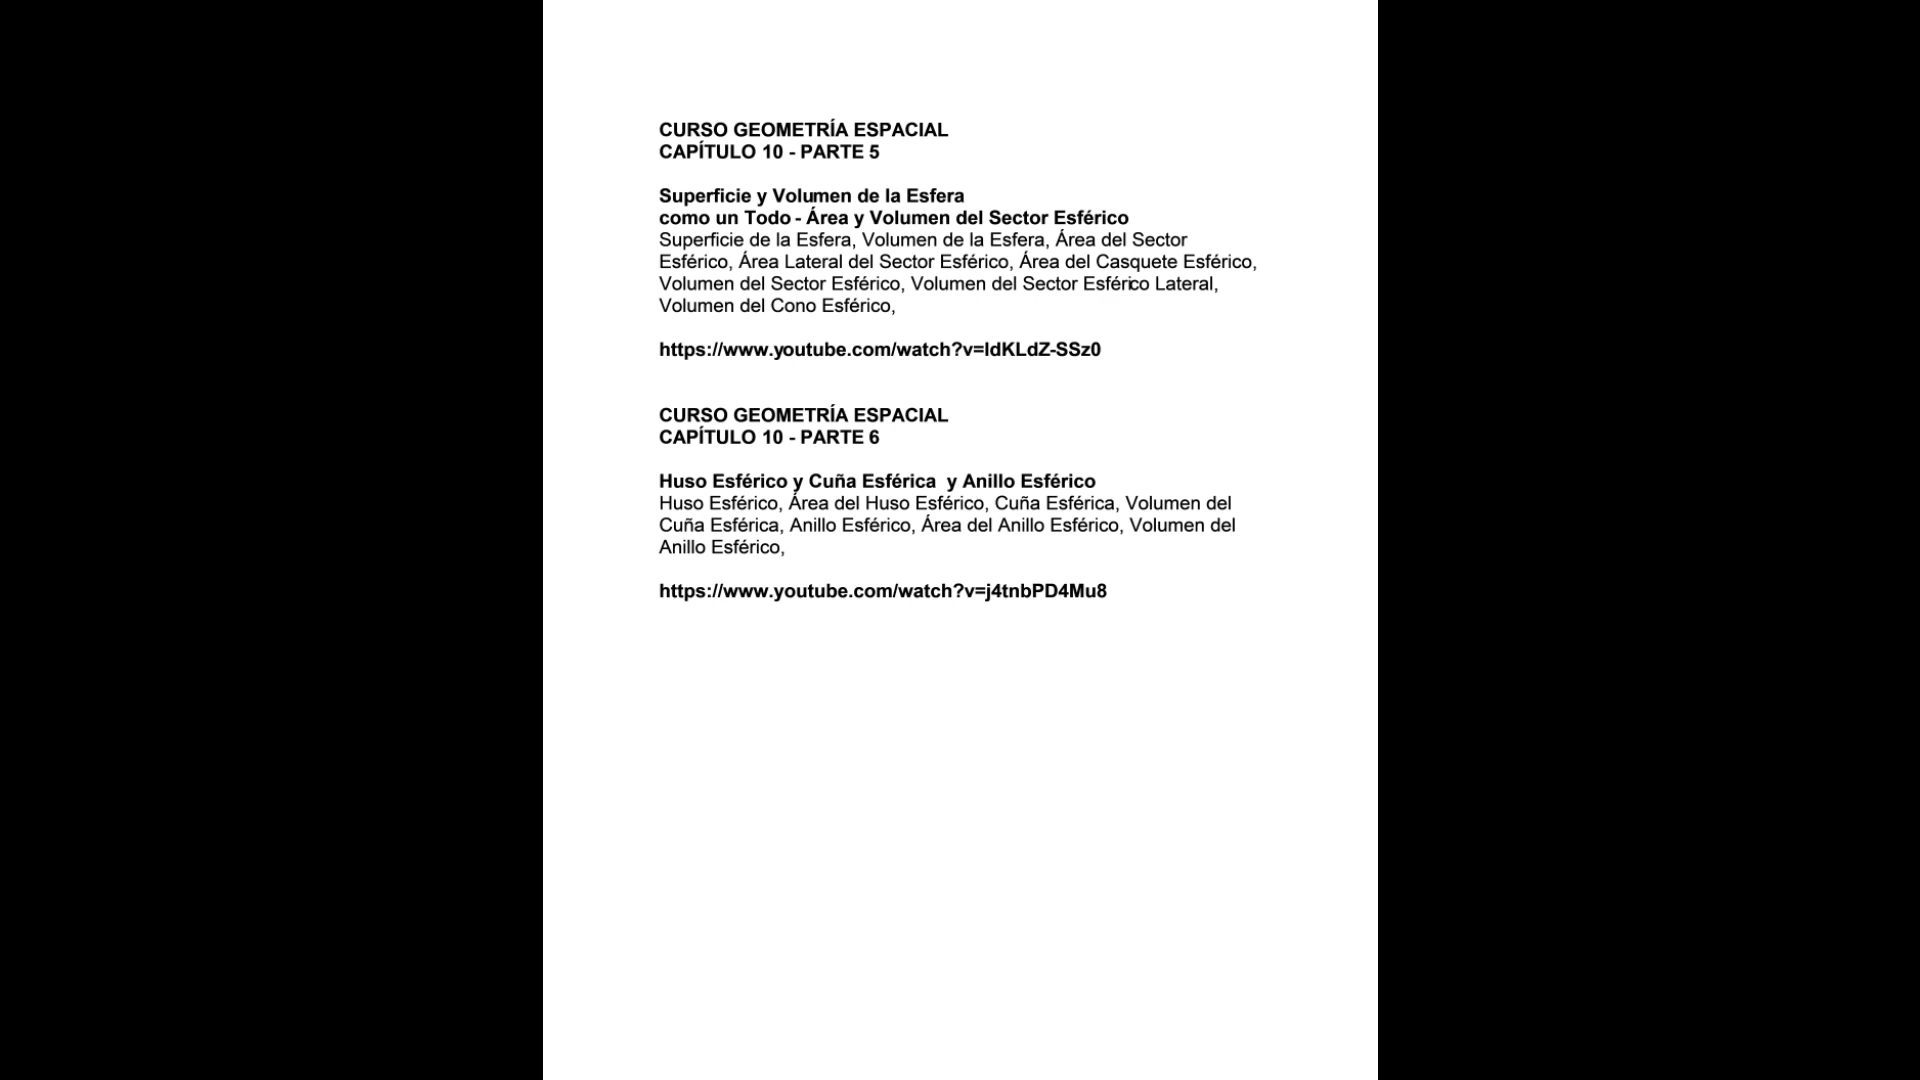 CURSO GEOMETRÍA ESPACIAL
CAPÍTULO 10 - PARTE 5
Superficie y Volumen de la Esfera
como un Todo - Área y Volumen del Sector Esférico
Superficie de la Esfera, Volumen de la Esfera, Área del Sector
Esférico, Área Lateral del Sector Esférico, Área del Casquete Esférico,
Volumen del Sector Esférico, Volumen del Sector Esférico Lateral,
Volumen del Cono Esférico,
https://www.youtube.com/watch?v=ldKLdZ-SSz0
CURSO GEOMETRÍA ESPACIAL
CAPÍTULO 10 - PARTE 6
Huso Esférico y Cuña Esférica  y Anillo Esférico
Huso Esférico, Área del Huso Esférico, Cuña Esférica, Volumen del
Cuña Esférica, Anillo Esférico, Área del Anillo Esférico, Volumen del
Anillo Esférico,
https://www.youtube.com/watch?v=j4tnbPD4Mu8